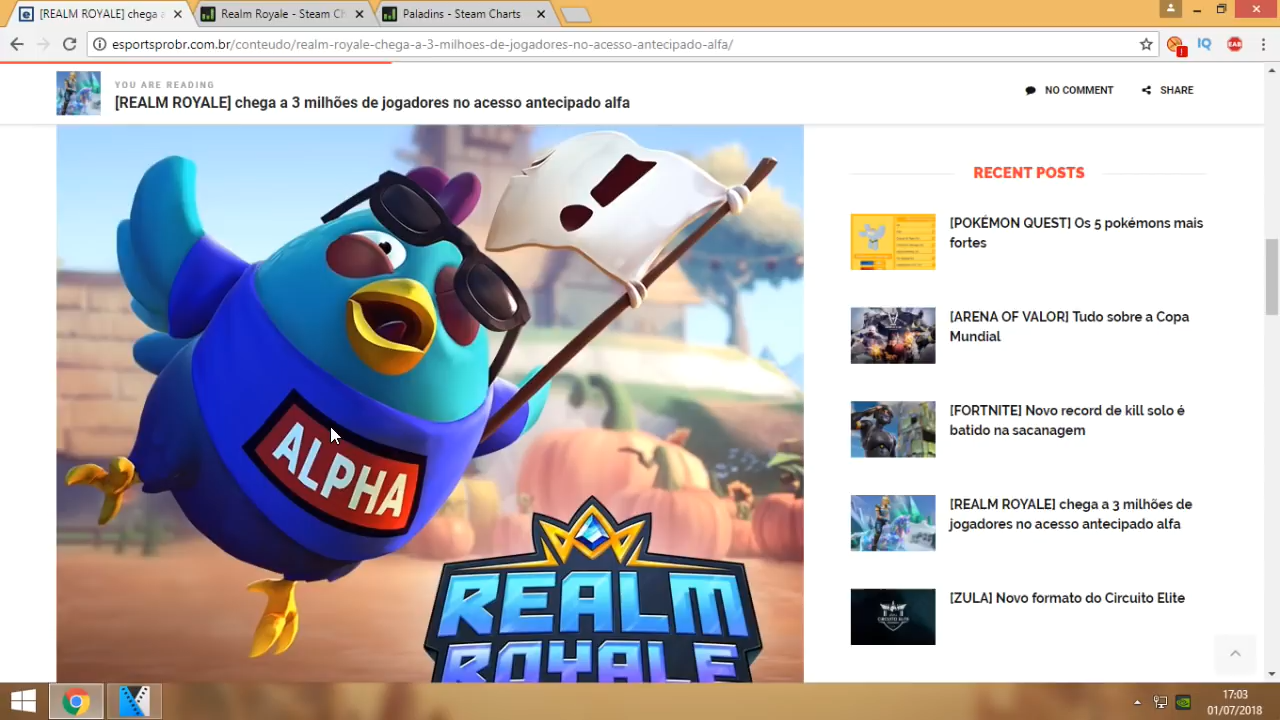 [REALM ROYALE] chega a
Realm Royale - Steam Ch
Paladins - Steam Charts
esportsprobr.com.br/conteudo/realm-royale-chega-a-3-milhoes-de-jogadores-no-acesso-antecipado-alfa/
IQ
EAB
YOU ARE READING
[REALM ROYALE] chega a 3 milhões de jogadores no acesso antecipado alfa
NO COMMENT
SHARE
!
ALPHA
REALM
ROYALE
RECENT POSTS
[POKÉMON QUEST] Os 5 pokémons mais
fortes
[ARENA OF VALOR] Tudo sobre a Copa
Mundial
[FORTNITE] Novo record de kill solo é
batido na sacanagem
[REALM ROYALE] chega a 3 milhões de
jogadores no acesso antecipado alfa
[ZULA] Novo formato do Circuito Elite
17:03
01/07/2018